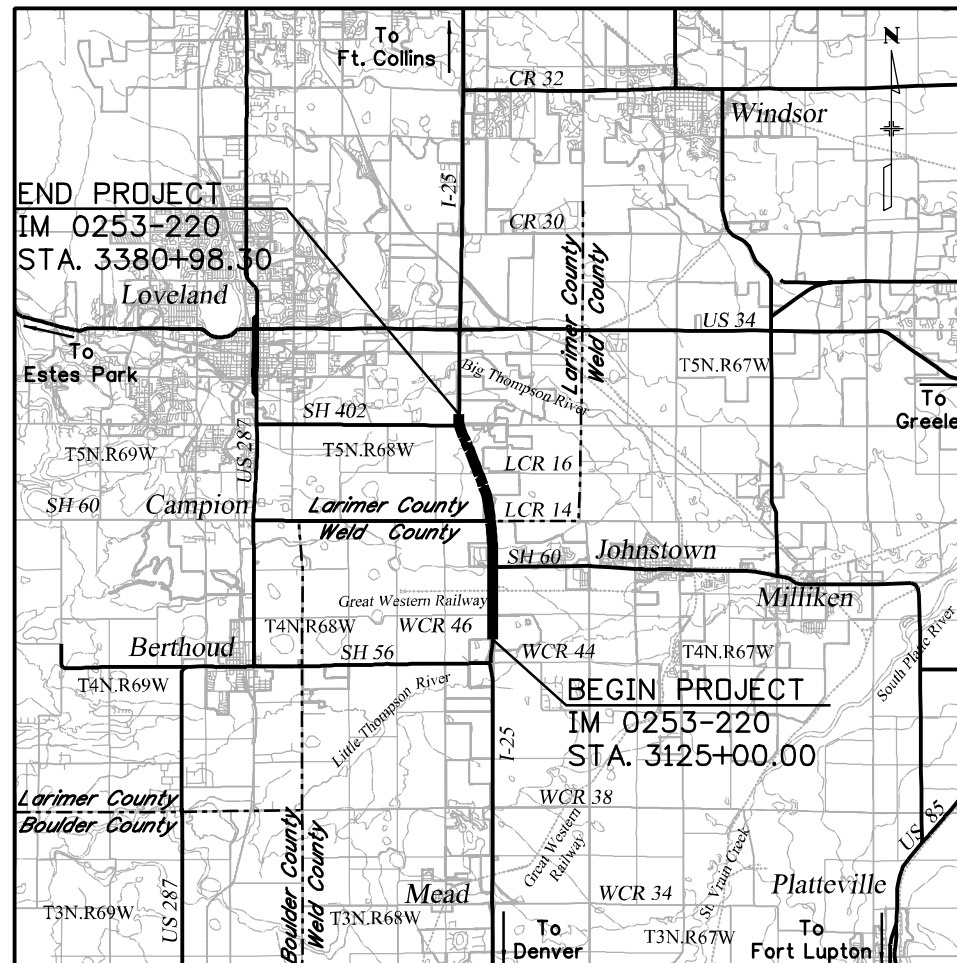 To
Ft. Collins
N
CR 32
Windsor
I-25
END PROJECT
IM 0253-220
STA. 3380+98.30
CR 30
Larimer County
Weld County
Loveland
US 34
To
Estes Park
T5N.R67W
Big Thompson River
To
Greele
SH 402
US 287
T5N.R69W
T5N.R68W
LCR 16
SH 60
Campion
Larimer County
LCR 14
Weld County
SH 60
Johnstown
Great Western Railway
Milliken
T4N.R68W
WCR 46
Berthoud
SH 56
WCR 44
T4N.R67W
South Platte River
T4N.R69W
BEGIN PROJECT
IM 0253-220
STA. 3125+00.00
Little Thompson River
I-25
Larimer County
Boulder County
WCR 38
US 85
Boulder County
Weld County
Great Western
Railway
St. Vrain Creek
US 287
Mead
WCR 34
Platteville
T3N.R69W
T3N.R68W
To
Denver
T3N.R67W
To
Fort Lupton